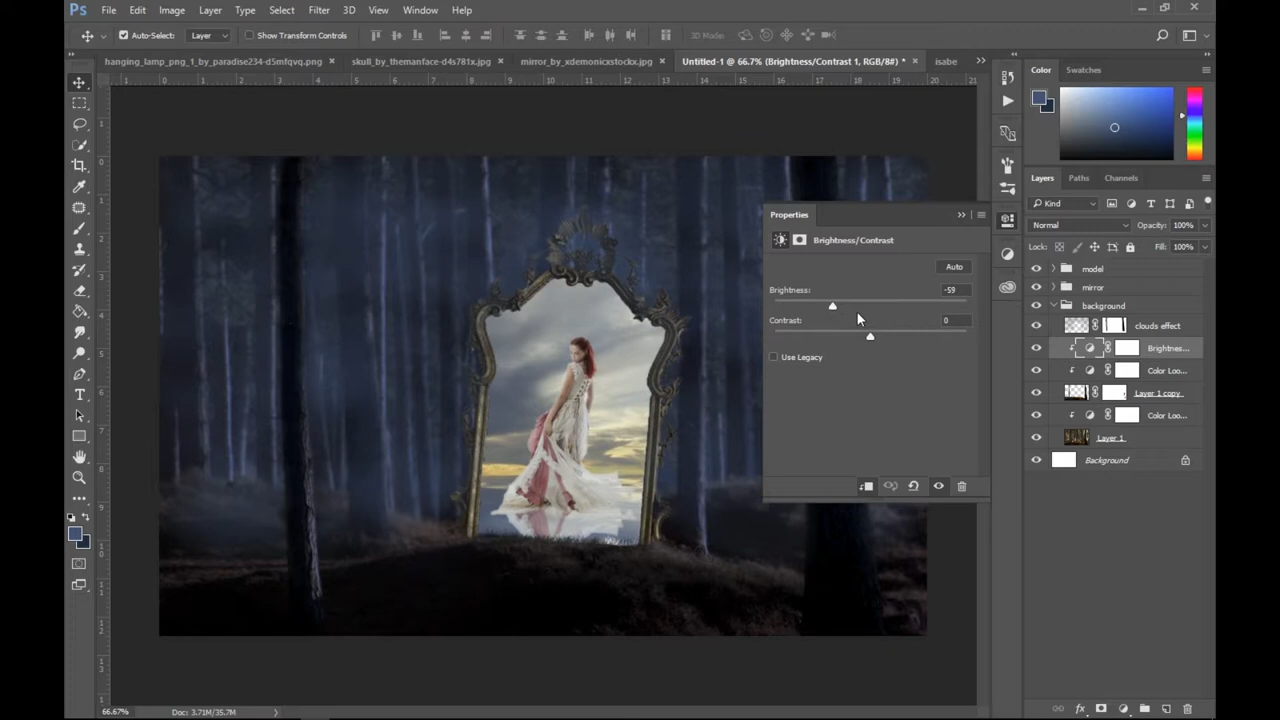 Ps File Edit Image Layer Type Select Filter 3D View Window Help
Auto-Select: Layer Show Transform Controls 3D Mode:
hanging_lamp_png_1_by_paradise234-d5mfqvq.png × skull_by_themanface-d4s781x.jpg × mirror_by_xdemonicxstockx.jpg × Untitled-1 @ 66.7% (Brightness/Contrast 1, RGB/8#) * × isabe
Color Swatches
Properties
Brightness/Contrast
Auto
Brightness: -59
Contrast: 0
Use Legacy
Layers Paths Channels
Kind
Normal Opacity: 100%
Lock: Fill: 100%
model
mirror
background
clouds effect
Brightnes...
Color Loo...
Layer 1 copy
Color Loo...
Layer 1
Background
66.67% Doc: 3.71M/35.7M